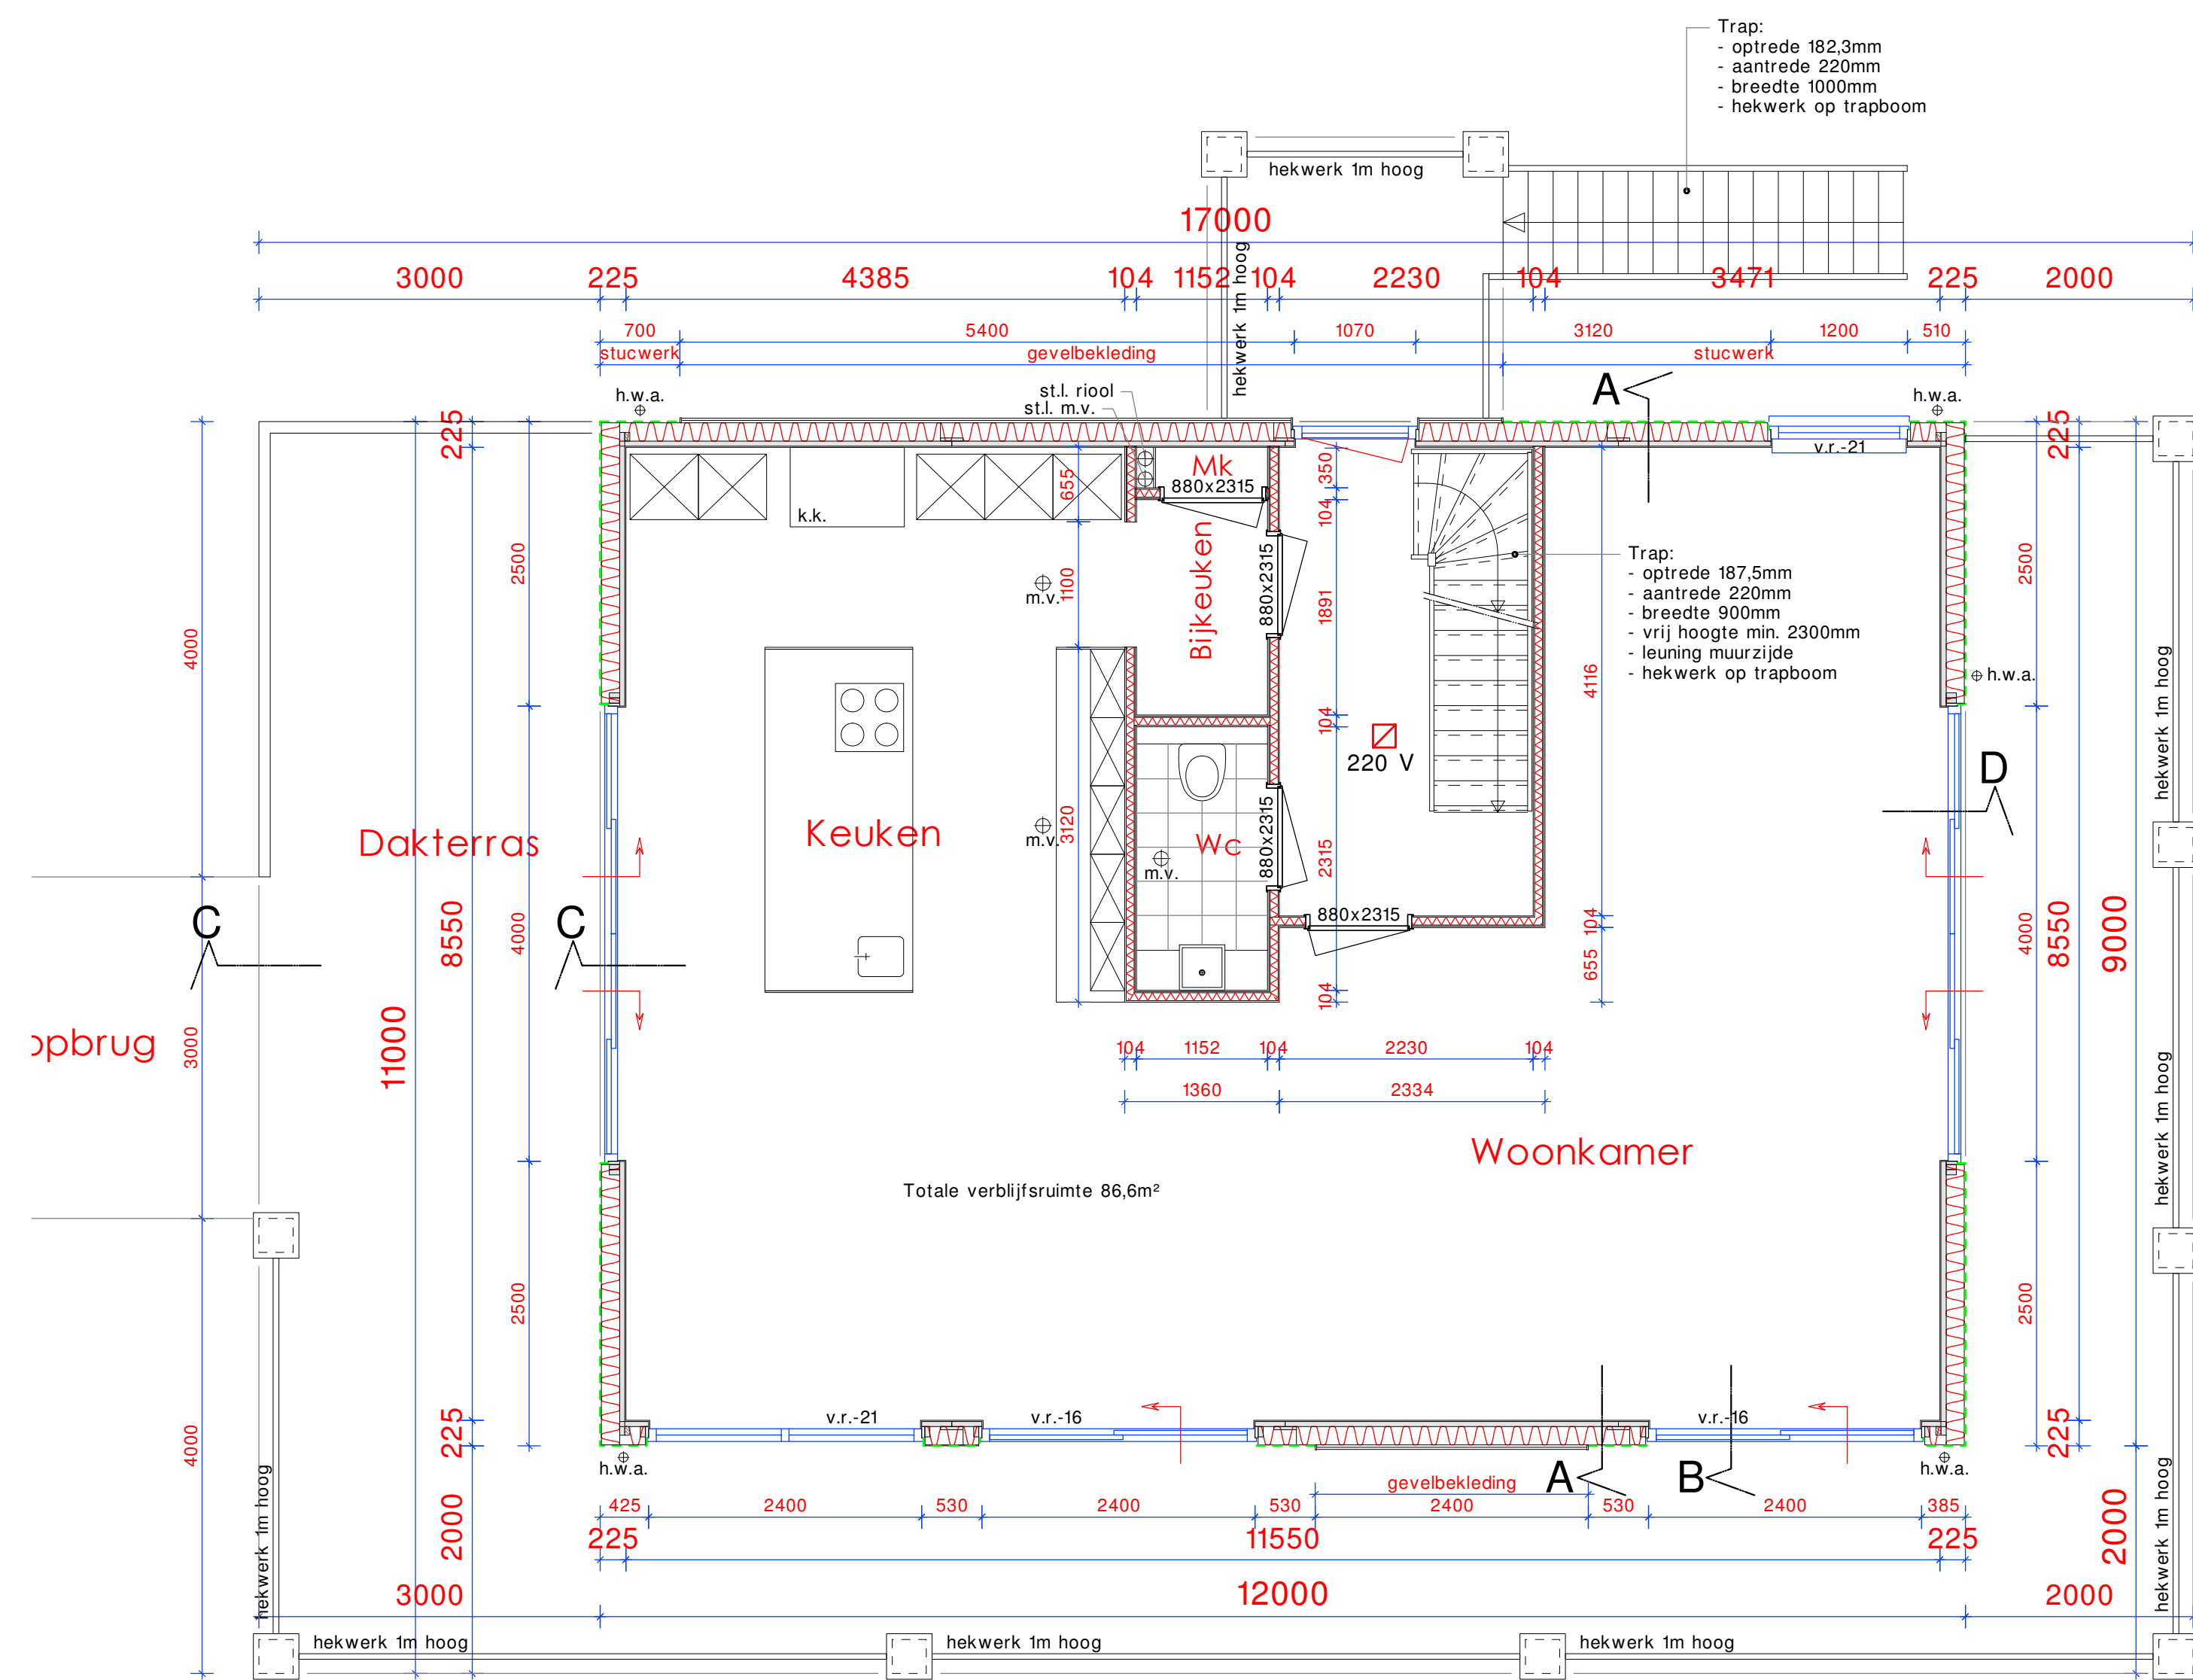 Trap:
- optrede 182,3mm
- aantrede 220mm
- breedte 1000mm
- hekwerk op trapboom
hekwerk 1m hoog
17000
3000 225 4385 104 1152 104 2230 104 3471 225 2000
hekwerk 1m hoog
700 5400 1070 3120 1200 510
stucwerk gevelbekleding stucwerk
h.w.a. st.l. riool A h.w.a.
st.l. m.v.
225 225 225
v.r.-21
Mk
880x2315
k.k.
655 350
104
2500 2500
m.v.
1100
Bijkeuken
880x2315
1891
Trap:
- optrede 187,5mm
- aantrede 220mm
- breedte 900mm
- vrij hoogte min. 2300mm
- leuning muurzijde
- hekwerk op trapboom
4000
4116
h.w.a.
hekwerk 1m hoog
104
220 V
D
Dakterras Keuken
m.v.
3120
Wc
m.v.
880x2315
2315
C C
8550 4000
880x2315
104
655
104
4000 8550 9000
opbrug
3000
11000
104 1152 104 2230 104
1360 2334
hekwerk 1m hoog
Woonkamer
Totale verblijfsruimte 86,6m²
2500 2500
4000
225 v.r.-21 v.r.-16 v.r.-16 225
h.w.a. A B h.w.a.
gevelbekleding
425 2400 530 2400 530 2400 530 2400 385
225 11550 225
2000 2000
hekwerk 1m hoog
hekwerk 1m hoog
3000 12000 2000
hekwerk 1m hoog hekwerk 1m hoog hekwerk 1m hoog